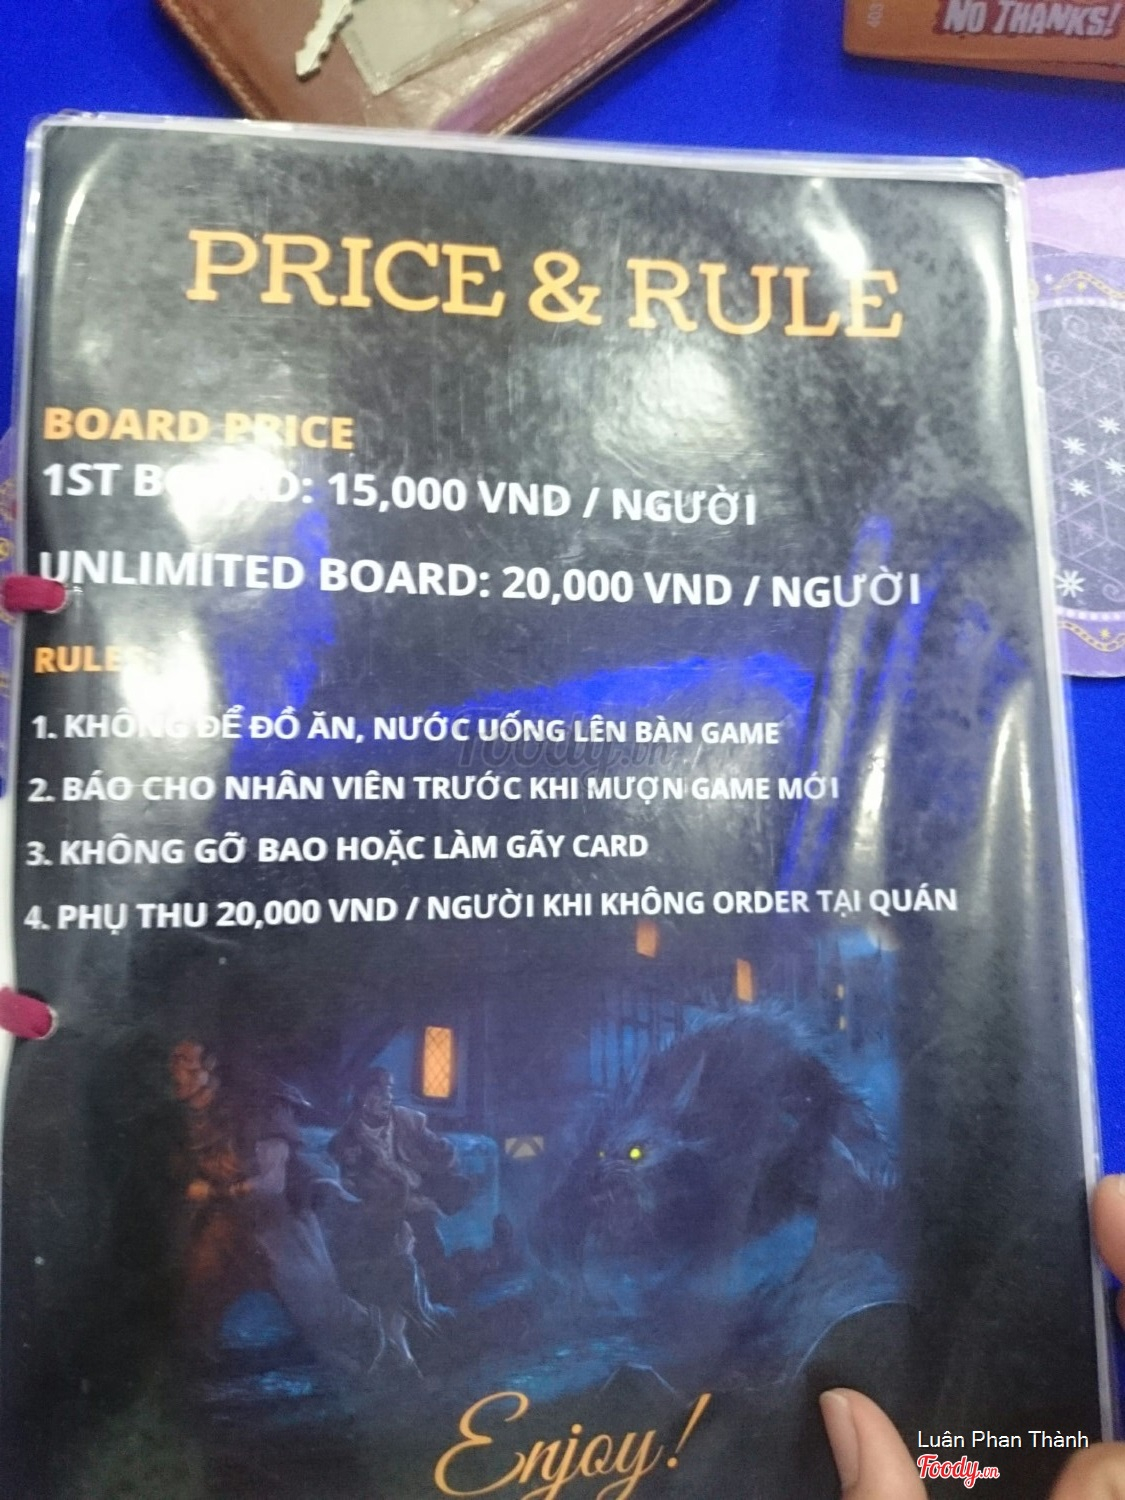 NO THANKS!
PRICE & RULE
BOARD PRICE
1ST BOARD: 15,000 VND / NGƯỜI
UNLIMITED BOARD: 20,000 VND / NGƯỜI
RULES
1. KHÔNG ĐỂ ĐỒ ĂN, NƯỚC UỐNG LÊN BÀN GAME
2. BÁO CHO NHÂN VIÊN TRƯỚC KHI MƯỢN GAME MỚI
3. KHÔNG GỠ BAO HOẶC LÀM GÃY CARD
4. PHỤ THU 20,000 VND / NGƯỜI KHI KHÔNG ORDER TẠI QUÁN
Foody.vn
Enjoy!
Luân Phan Thành
Foody.vn